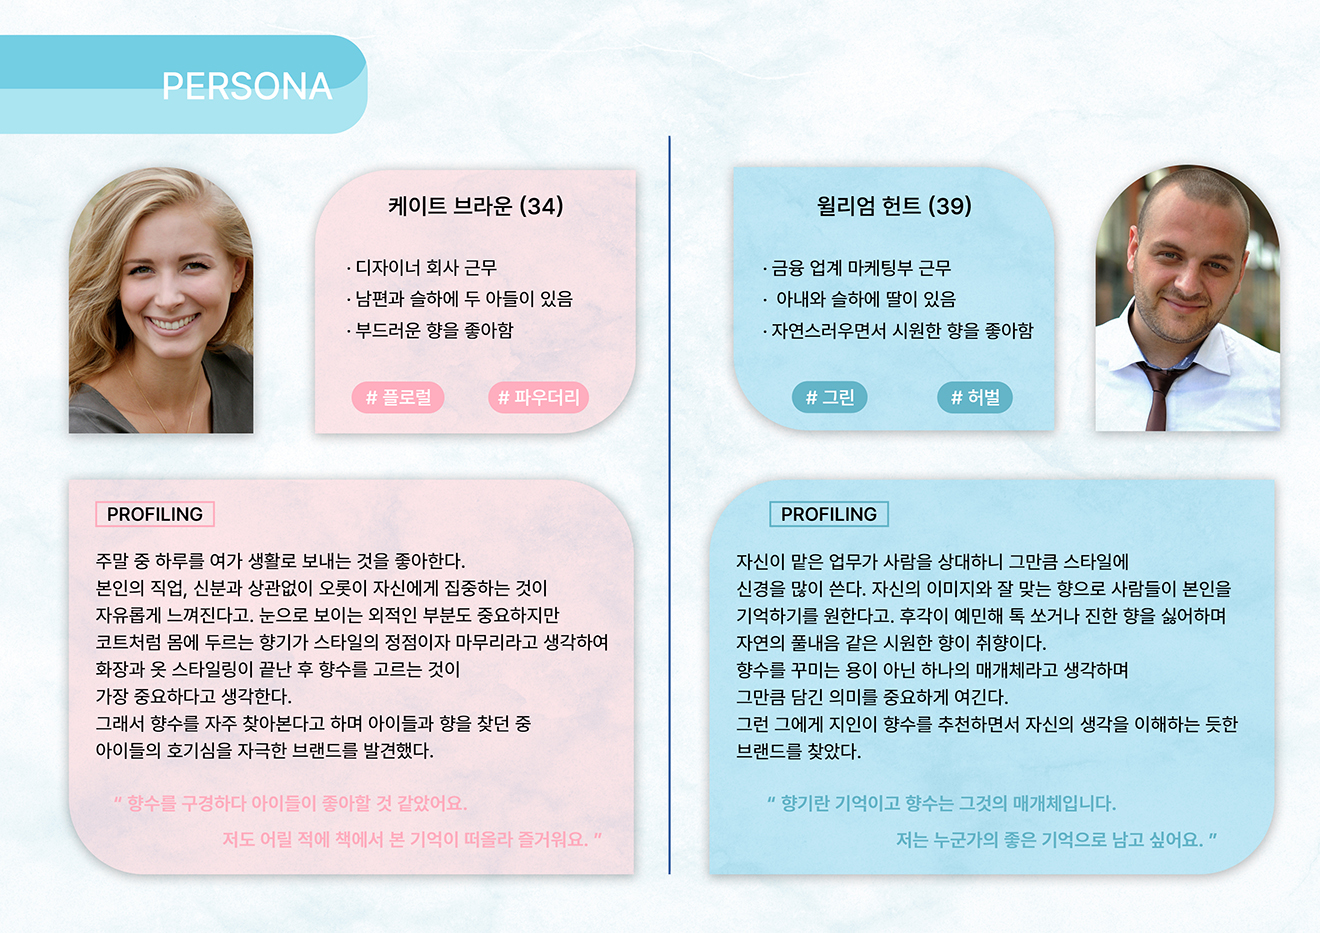 PERSONA
케이트 브라운 (34)
· 디자이너 회사 근무
· 남편과 슬하에 두 아들이 있음
· 부드러운 향을 좋아함
# 플로럴
# 파우더리
PROFILING
주말 중 하루를 여가 생활로 보내는 것을 좋아한다.
본인의 직업, 신분과 상관없이 오롯이 자신에게 집중하는 것이
자유롭게 느껴진다고. 눈으로 보이는 외적인 부분도 중요하지만
코트처럼 몸에 두르는 향기가 스타일의 정점이자 마무리라고 생각하여
화장과 옷 스타일링이 끝난 후 향수를 고르는 것이
가장 중요하다고 생각한다.
그래서 향수를 자주 찾아본다고 하며 아이들과 향을 찾던 중
아이들의 호기심을 자극한 브랜드를 발견했다.
“ 향수를 구경하다 아이들이 좋아할 것 같았어요.
저도 어릴 적에 책에서 본 기억이 떠올라 즐거워요. ”
윌리엄 헌트 (39)
· 금융 업계 마케팅부 근무
· 아내와 슬하에 딸이 있음
· 자연스러우면서 시원한 향을 좋아함
# 그린
# 허벌
PROFILING
자신이 맡은 업무가 사람을 상대하니 그만큼 스타일에
신경을 많이 쓴다. 자신의 이미지와 잘 맞는 향으로 사람들이 본인을
기억하기를 원한다고. 후각이 예민해 톡 쏘거나 진한 향을 싫어하며
자연의 풀내음 같은 시원한 향이 취향이다.
향수를 꾸미는 용이 아닌 하나의 매개체라고 생각하며
그만큼 담긴 의미를 중요하게 여긴다.
그런 그에게 지인이 향수를 추천하면서 자신의 생각을 이해하는 듯한
브랜드를 찾았다.
“ 향기란 기억이고 향수는 그것의 매개체입니다.
저는 누군가의 좋은 기억으로 남고 싶어요. ”